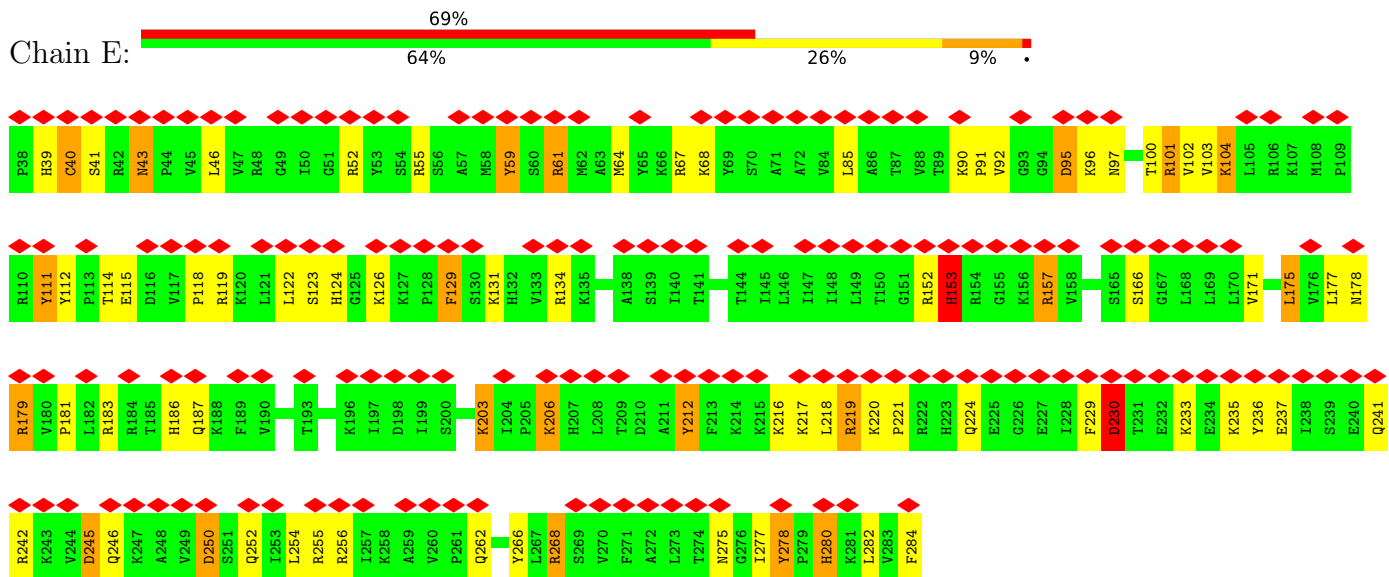 69%
Chain E:
64% 26% 9% •
P38 H39 C40 S41 R42 N43 P44 V45 L46 V47 R48 G49 I50 G51 R52 Y53 S54 R55 S56 A57 M58 Y59 S60 R61 M62 A63 M64 Y65 K66 R67 K68 Y69 S70 A71 A72 V84 L85 A86 T87 V88 T89 K90 P91 V92 G93 G94 D95 K96 N97 T100 R101 V102 V103 K104 L105 R106 K107 M108 P109
R110 Y111 Y112 P113 T114 E115 D116 V117 P118 R119 K120 L121 L122 S123 H124 G125 K126 K127 P128 F129 S130 K131 H132 V133 R134 K135 A138 S139 I140 T141 T144 I145 L146 I147 I148 L149 T150 G151 R152 H153 R154 G155 K156 R157 V158 S165 S166 G167 L168 L169 L170 V171 L175 V176 L177 N178
R179 V180 P181 L182 R183 R184 T185 H186 Q187 K188 F189 V190 T193 K196 I197 D198 I199 S200 K203 I204 P205 K206 H207 L208 T209 D210 A211 Y212 F213 K214 K215 K216 K217 L218 R219 K220 P221 R222 H223 Q224 E225 G226 E227 I228 F229 D230 T231 E232 K233 E234 K235 Y236 E237 I238 S239 E240 Q241
R242 K243 V244 D245 Q246 K247 A248 V249 D250 S251 Q252 I253 L254 R255 R256 I257 K258 A259 V260 P261 Q262 Y266 L267 R268 S269 V270 F271 A272 L273 T274 N275 G276 I277 Y278 P279 H280 K281 L282 V283 F284